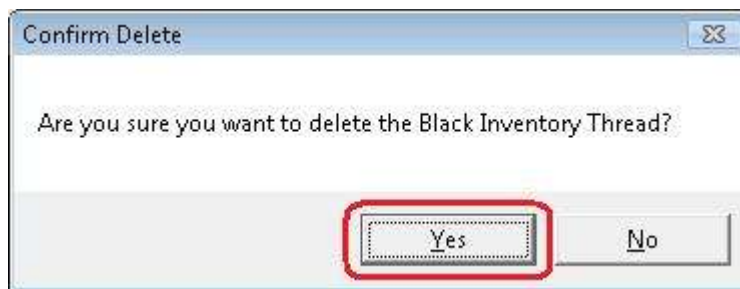 Confirm Delete
Are you sure you want to delete the Black Inventory Thread?
Yes No